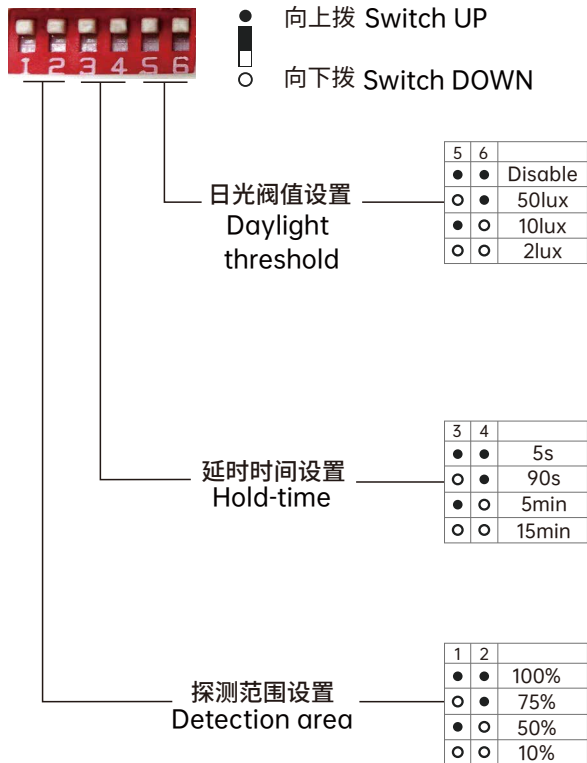 向上拨 Switch UP
向下拨 Switch DOWN
1 2 3 4 5 6
5 6
● ● Disable
○ ● 50lux
● ○ 10lux
○ ○ 2lux
日光阀值设置
Daylight
threshold
3 4
● ● 5s
○ ● 90s
● ○ 5min
○ ○ 15min
延时时间设置
Hold-time
1 2
● ● 100%
○ ● 75%
● ○ 50%
○ ○ 10%
探测范围设置
Detection area